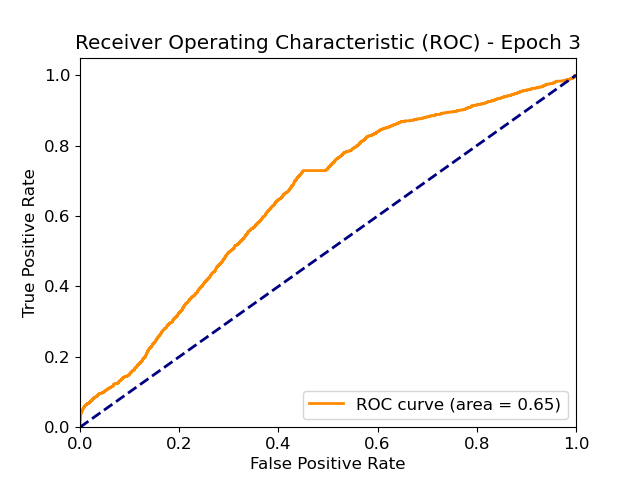 Receiver Operating Characteristic (ROC) - Epoch 3
1.0
0.8
0.6
0.4
0.2
0.0
True Positive Rate
ROC curve (area = 0.65)
0.0 0.2 0.4 0.6 0.8 1.0
False Positive Rate